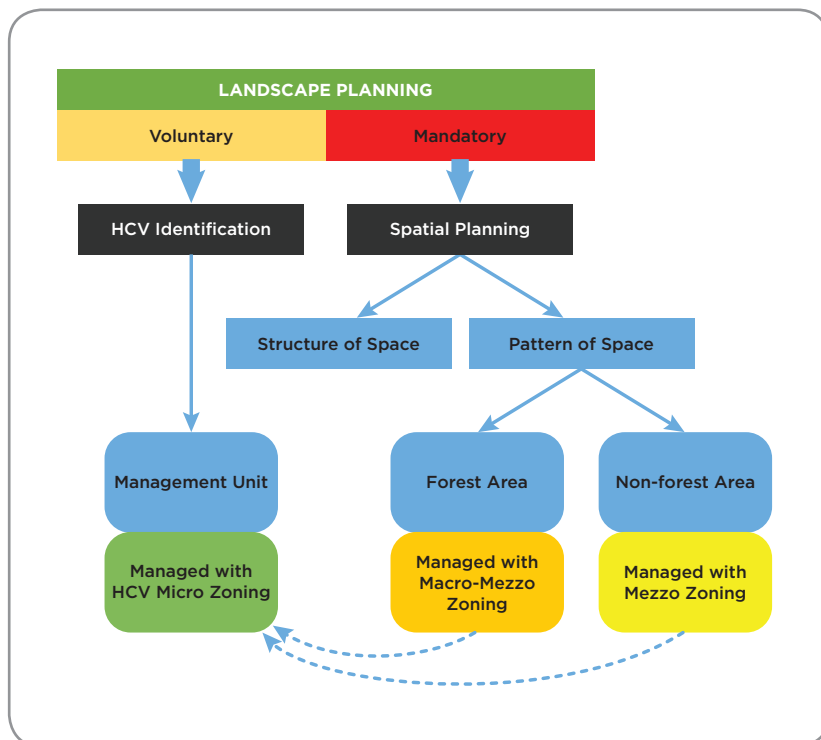 LANDSCAPE PLANNING
Voluntary
Mandatory
HCV Identification
Spatial Planning
Structure of Space
Pattern of Space
Management Unit
Forest Area
Non-forest Area
Managed with
HCV Micro Zoning
Managed with
Macro-Mezzo
Zoning
Managed with
Mezzo Zoning